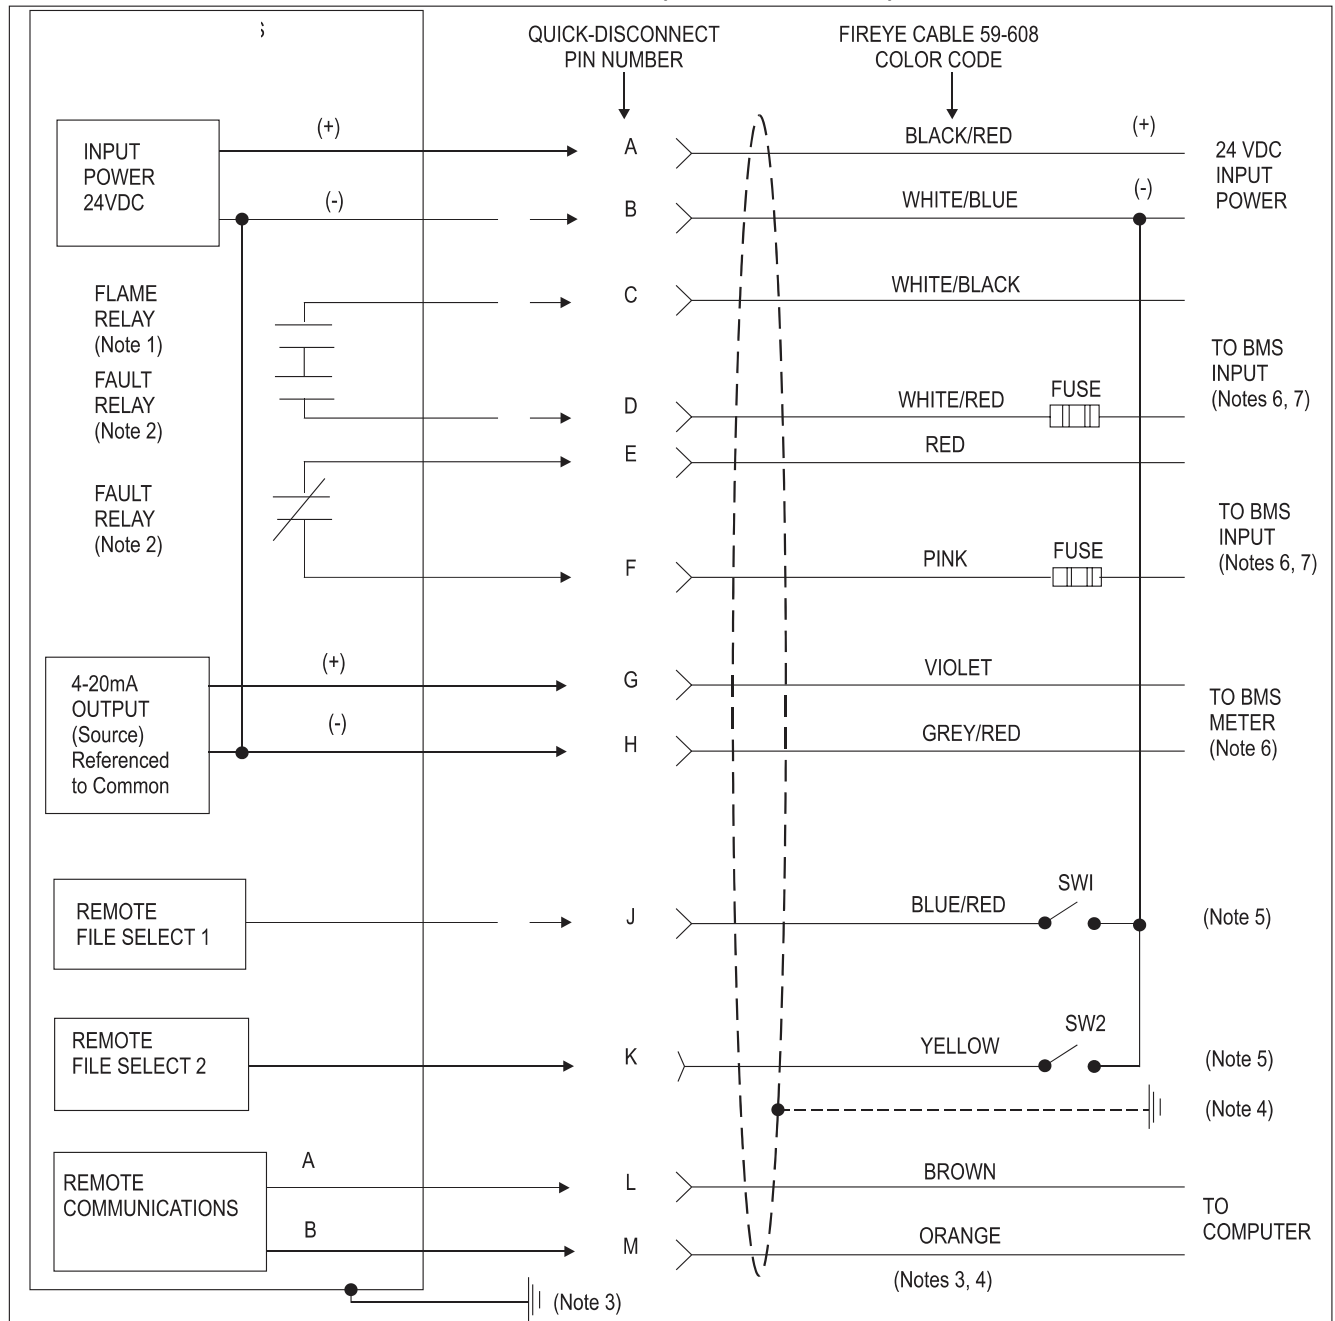 QUICK-DISCONNECT
PIN NUMBER
FIREYE CABLE 59-608
COLOR CODE
INPUT
POWER
24VDC
(+)
A
BLACK/RED
(+)
24 VDC
INPUT
POWER
(-)
B
WHITE/BLUE
(-)
FLAME
RELAY
(Note 1)
C
WHITE/BLACK
FAULT
RELAY
(Note 2)
D
WHITE/RED
FUSE
TO BMS
INPUT
(Notes 6, 7)
E
RED
FAULT
RELAY
(Note 2)
F
PINK
FUSE
TO BMS
INPUT
(Notes 6, 7)
4-20mA
OUTPUT
(Source)
Referenced
to Common
(+)
G
VIOLET
(-)
H
GREY/RED
TO BMS
METER
(Note 6)
REMOTE
FILE SELECT 1
J
BLUE/RED
SWI
(Note 5)
REMOTE
FILE SELECT 2
K
YELLOW
SW2
(Note 5)
(Note 4)
REMOTE
COMMUNICATIONS
A
L
BROWN
B
M
ORANGE
TO
COMPUTER
(Notes 3, 4)
(Note 3)